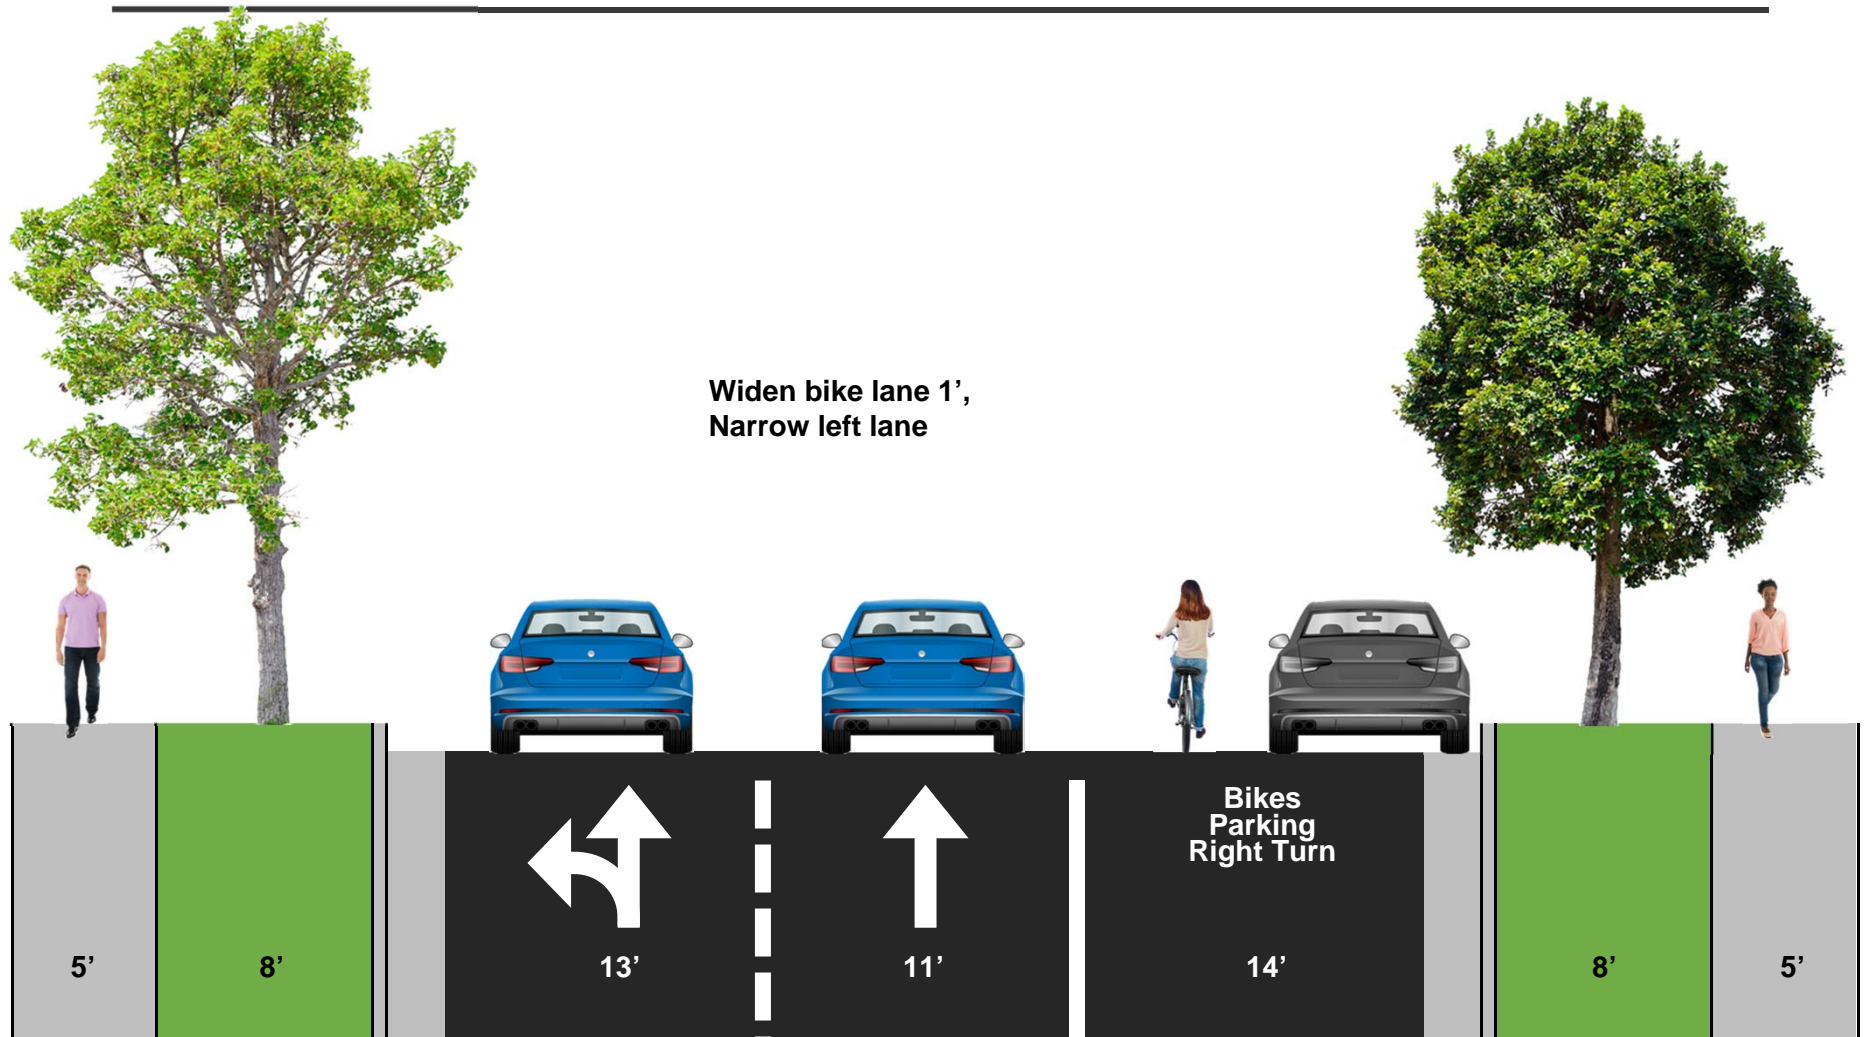 Widen bike lane 1’,
Narrow left lane
Bikes
Parking
Right Turn
5’
8’
13’
11’
14’
8’
5’